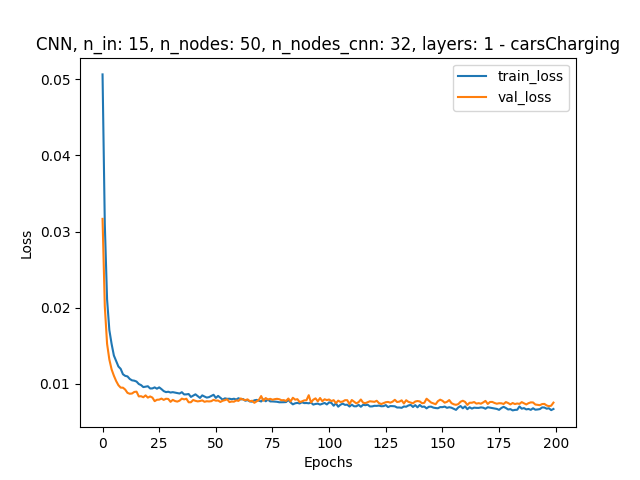 CNN, n_in: 15, n_nodes: 50, n_nodes_cnn: 32, layers: 1 - carsCharging
train_loss
val_loss
0.05
0.04
0.03
0.02
0.01
Loss
0
25
50
75
100
125
150
175
200
Epochs